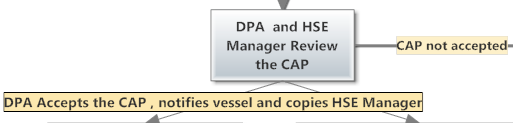 DPA and HSE
Manager Review
the CAP
CAP not accepted
DPA Accepts the CAP , notifies vessel and copies HSE Manager